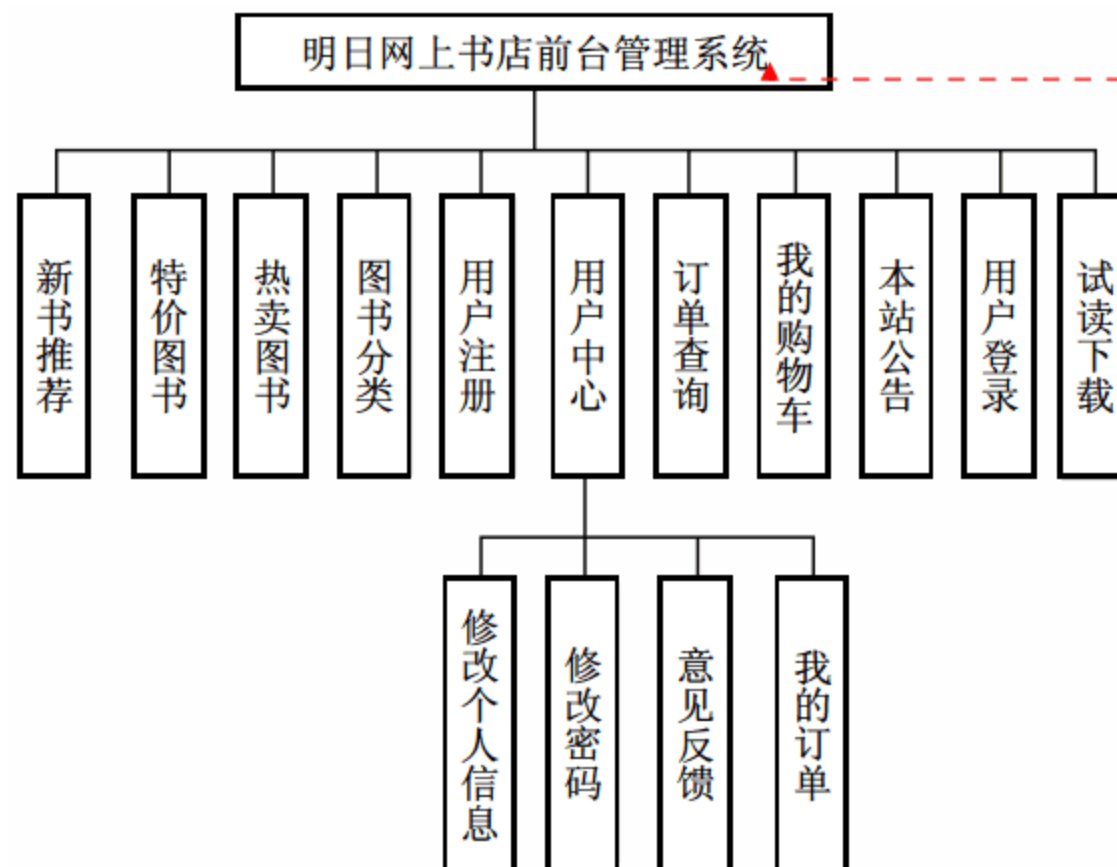 明日网上书店前台管理系统
新书推荐
特价图书
热卖图书
图书分类
用户注册
用户中心
订单查询
我的购物车
本站公告
用户登录
试读下载
修改个人信息
修改密码
意见反馈
我的订单